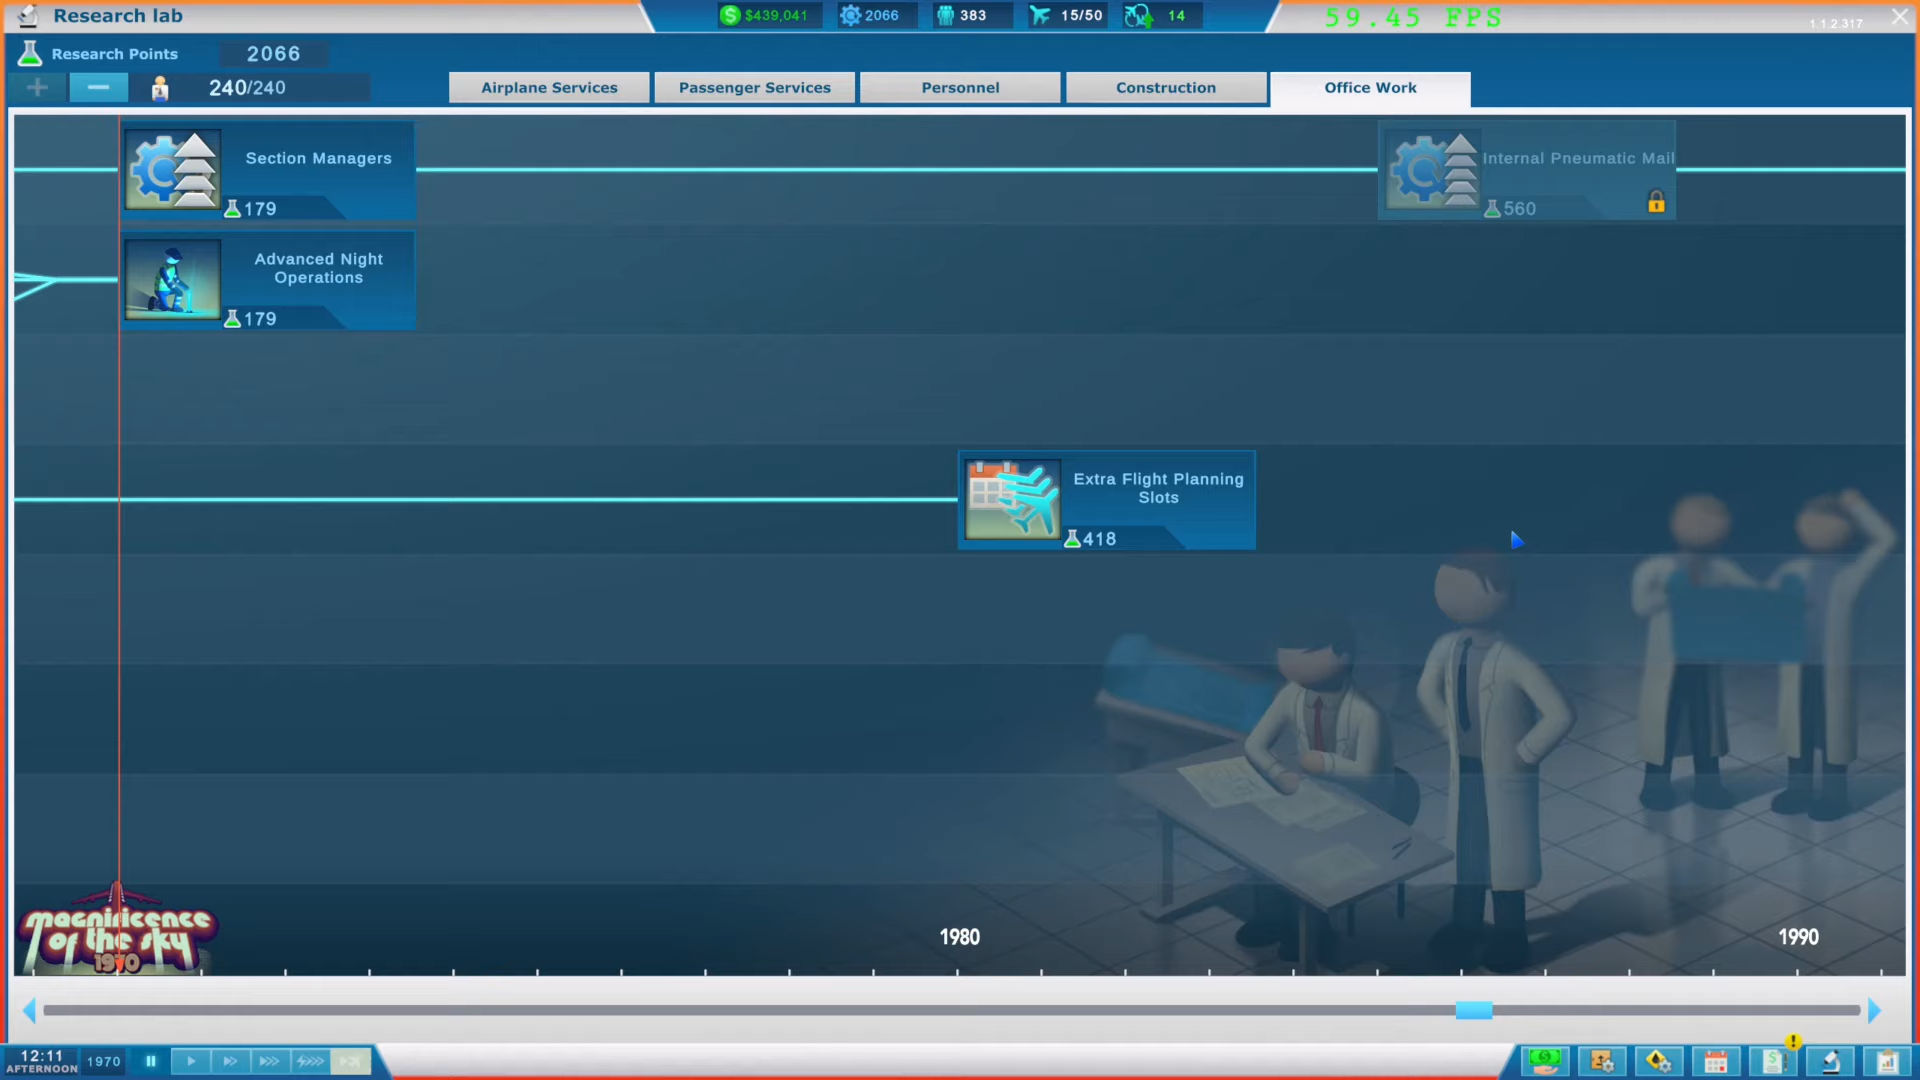 Research lab
$439,041
2066
383
15/50
14
59.45 FPS
1.1.2.317
Research Points
2066
240/240
Airplane Services
Passenger Services
Personnel
Construction
Office Work
Section Managers
179
Internal Pneumatic Mail
560
Advanced Night
Operations
179
Extra Flight Planning
Slots
418
magnificence
of the sky
1970
1980
1990
12:11
AFTERNOON
1970